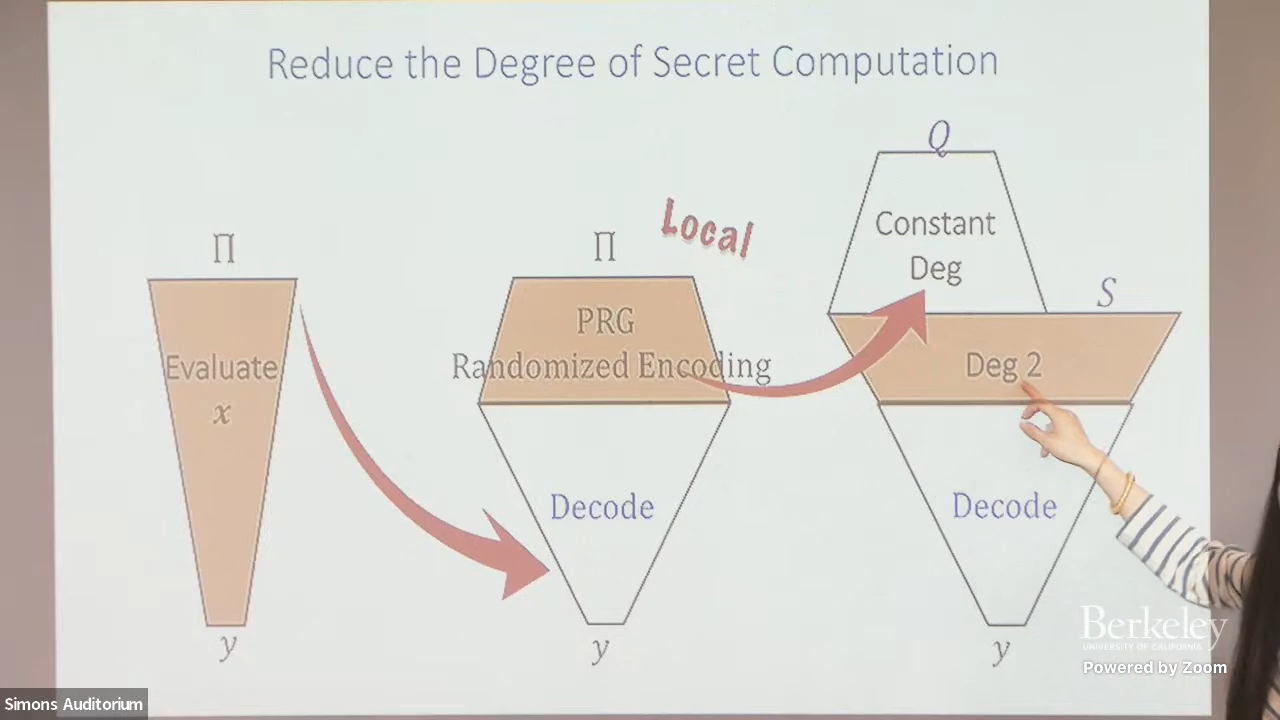 Reduce the Degree of Secret Computation
Π
Evaluate
x
y
Π
Local
PRG
Randomized Encoding
Decode
y
Q
Constant
Deg
S
Deg 2
Decode
y
Berkeley
UNIVERSITY OF CALIFORNIA
Powered by Zoom
Simons Auditorium